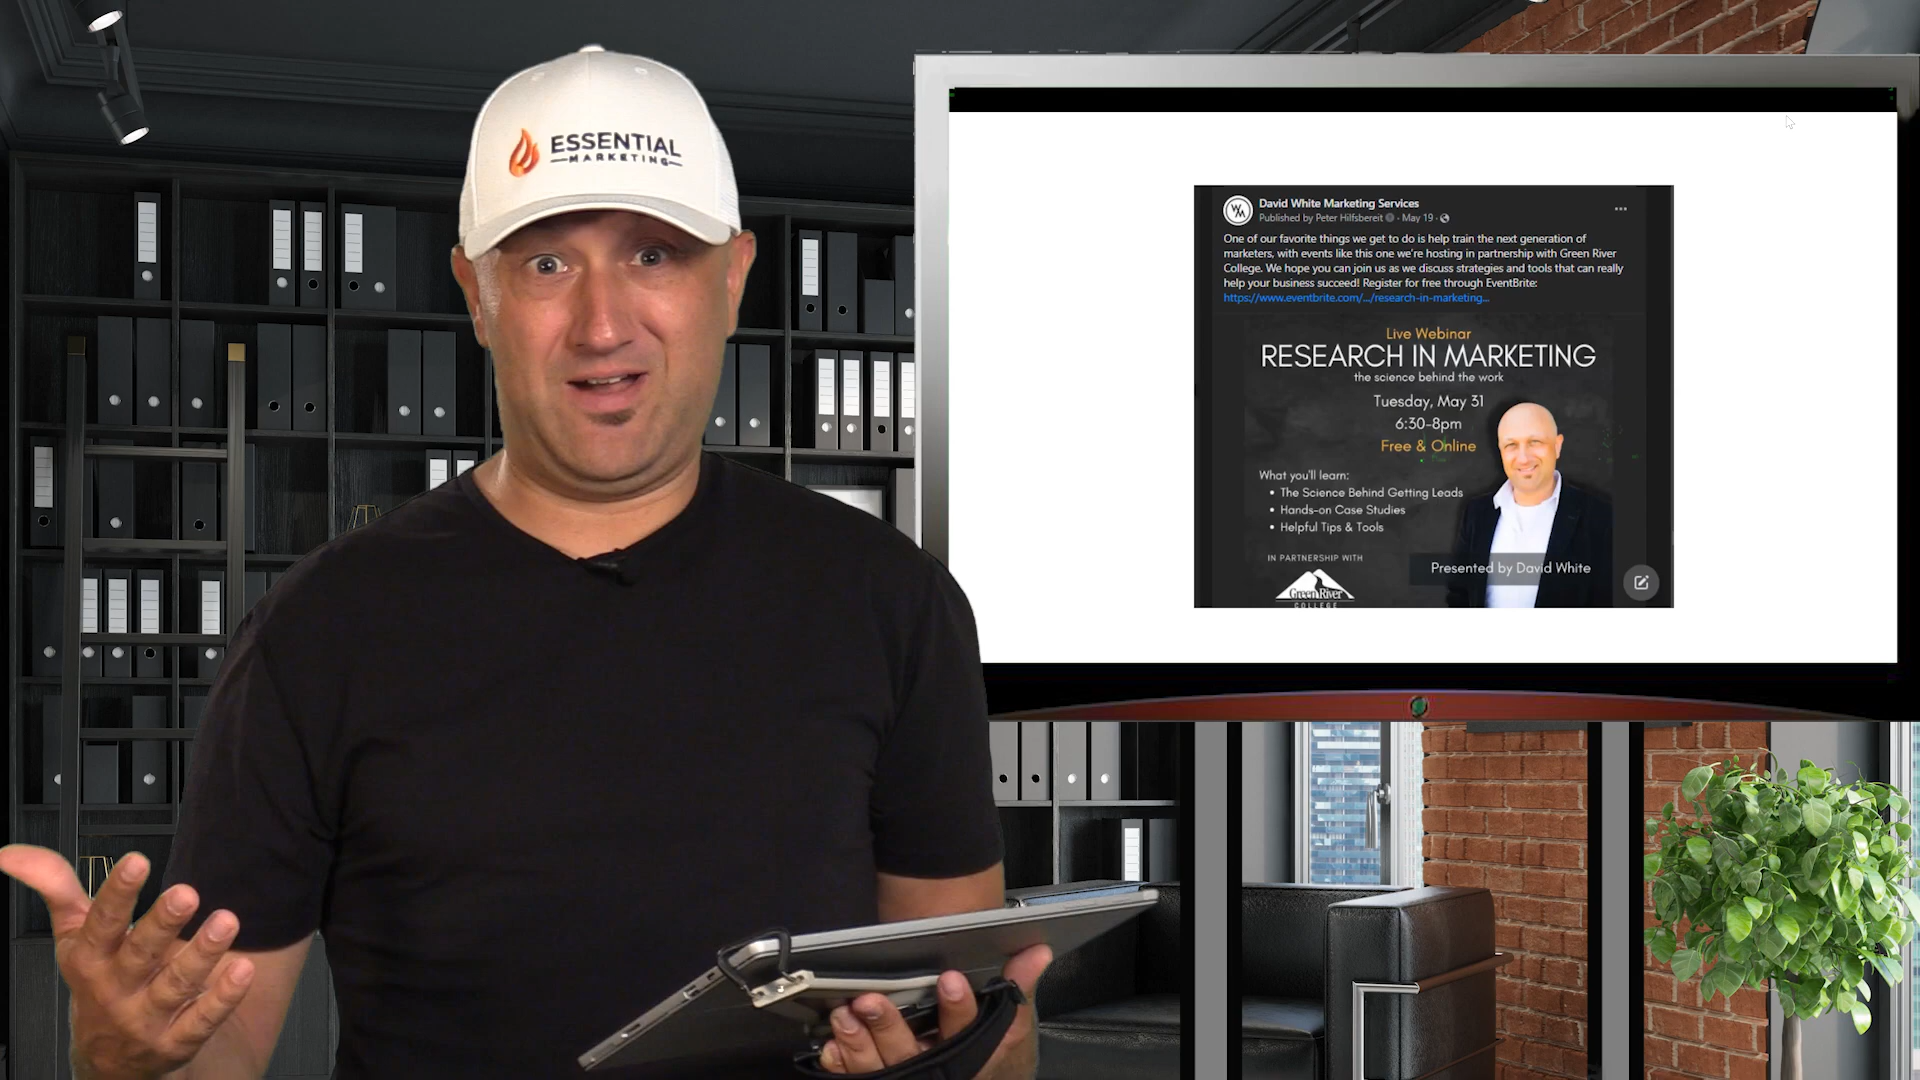 ESSENTIAL
MARKETING
David White Marketing Services
Published by Peter Hilfsbereit · May 19 ·
One of our favorite things we get to do is help train the next generation of
marketers, with events like this one we're hosting in partnership with Green River
College. We hope you can join us as we discuss strategies and tools that can really
help your business succeed! Register for free through EventBrite:
https://www.eventbrite.com/.../research-in-marketing...
Live Webinar
RESEARCH IN MARKETING
the science behind the work
Tuesday, May 31
6:30-8pm
Free & Online
What you'll learn:
• The Science Behind Getting Leads
• Hands-on Case Studies
• Helpful Tips & Tools
IN PARTNERSHIP WITH
Green River
COLLEGE
Presented by David White